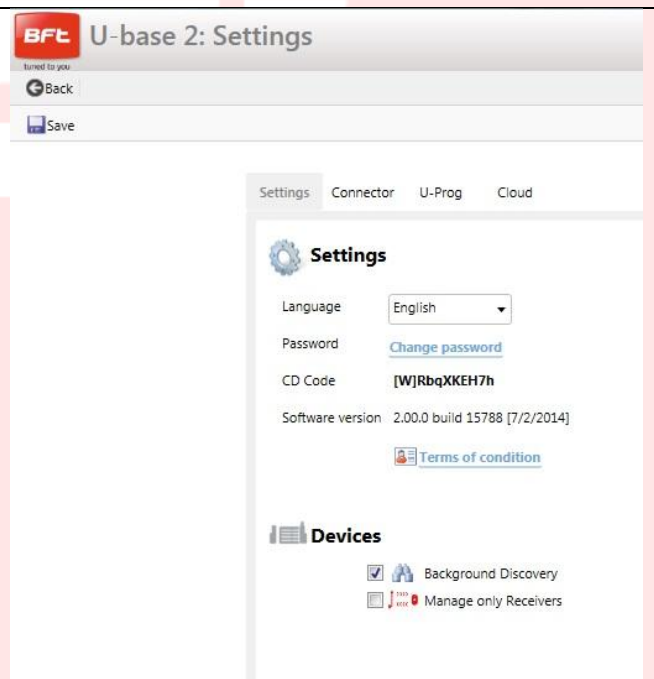 BFt U-base 2: Settings
tuned to you
Back
Save
Settings Connector U-Prog Cloud
Settings
Language English
Password Change password
CD Code [W]RbqXKEH7h
Software version 2.00.0 build 15788 [7/2/2014]
Terms of condition
Devices
Background Discovery
Manage only Receivers